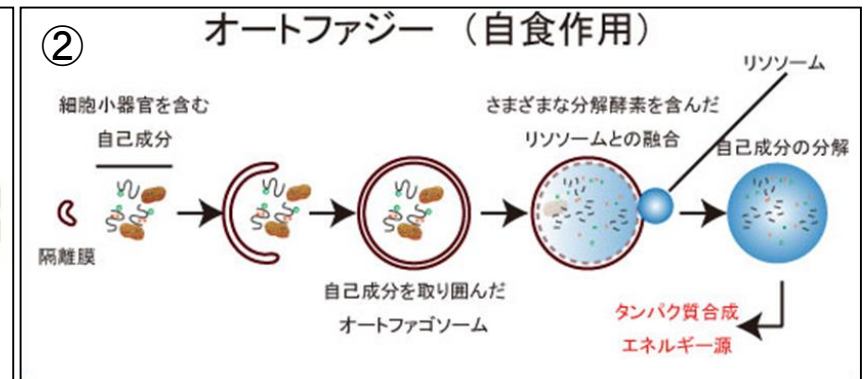 ②
オートファジー （自食作用）
細胞小器官を含む
自己成分
隔離膜
自己成分を取り囲んだ
オートファゴソーム
さまざまな分解酵素を含んだ
リソソームとの融合
リソソーム
自己成分の分解
タンパク質合成
エネルギー源